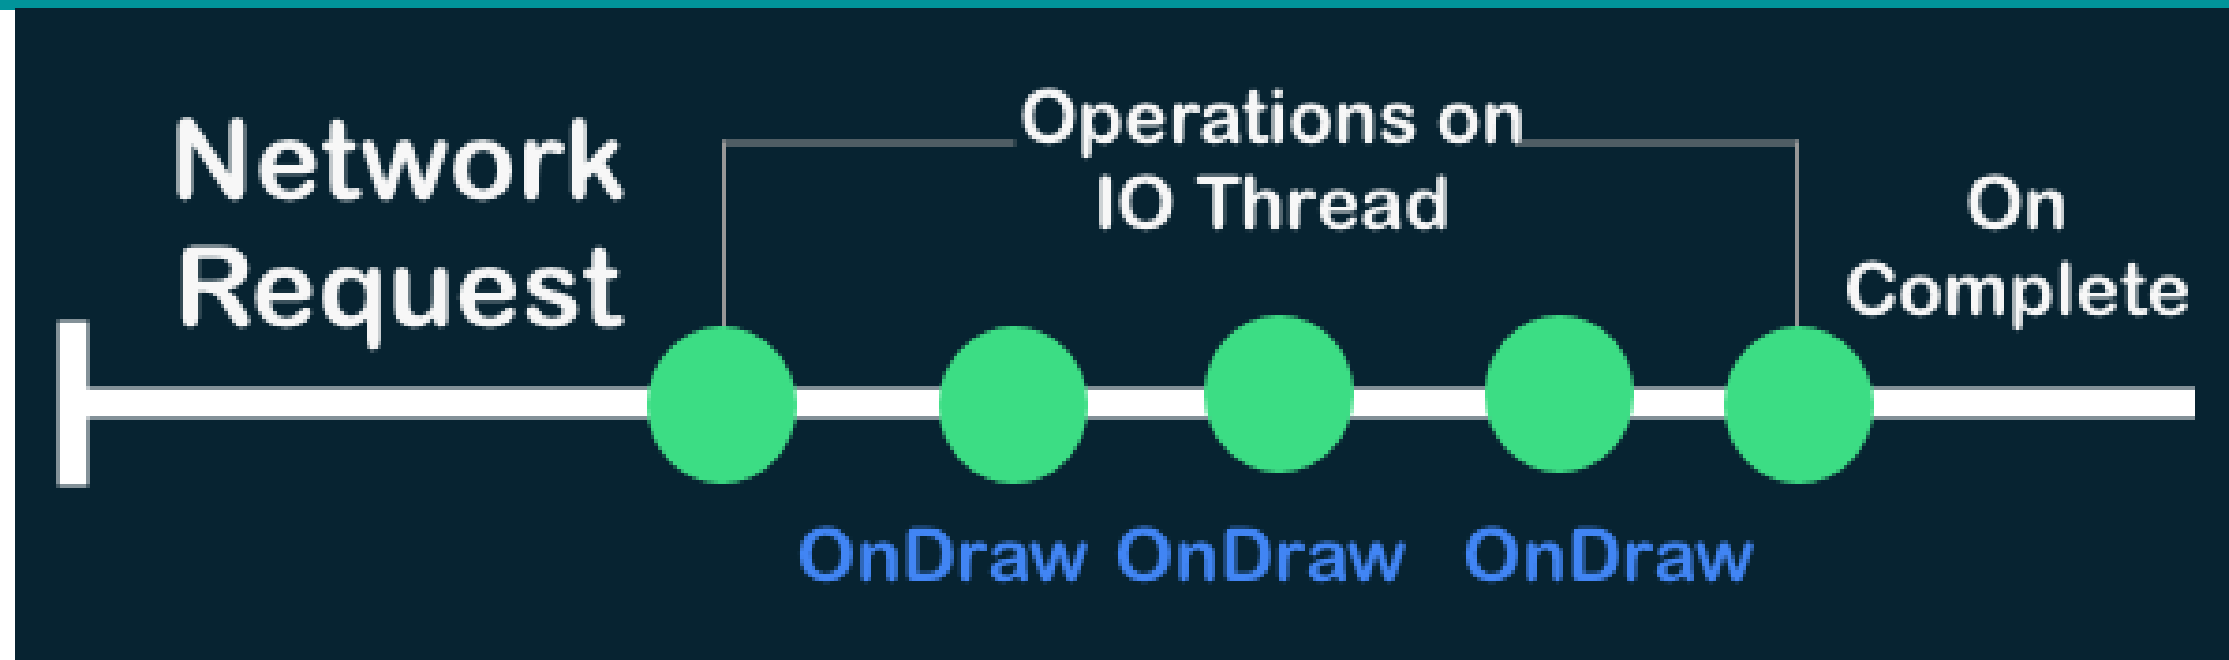 Network
Request
Operations on
IO Thread
On
Complete
OnDraw OnDraw OnDraw